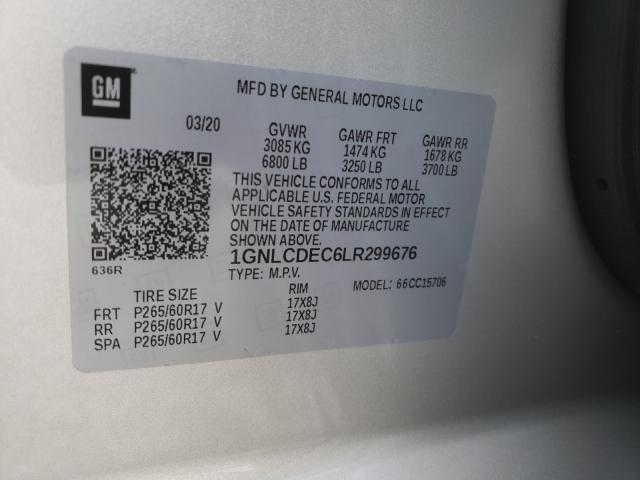 GM
MFD BY GENERAL MOTORS LLC
03/20 GVWR GAWR FRT GAWR RR
3085 KG 1474 KG 1678 KG
6800 LB 3250 LB 3700 LB
THIS VEHICLE CONFORMS TO ALL
APPLICABLE U.S. FEDERAL MOTOR
VEHICLE SAFETY STANDARDS IN EFFECT
ON THE DATE OF MANUFACTURE
SHOWN ABOVE.
636R
1GNLCDEC6LR299676
TYPE: M.P.V. MODEL: 66CC15706
TIRE SIZE RIM
FRT P265/60R17 V 17X8J
RR P265/60R17 V 17X8J
SPA P265/60R17 V 17X8J